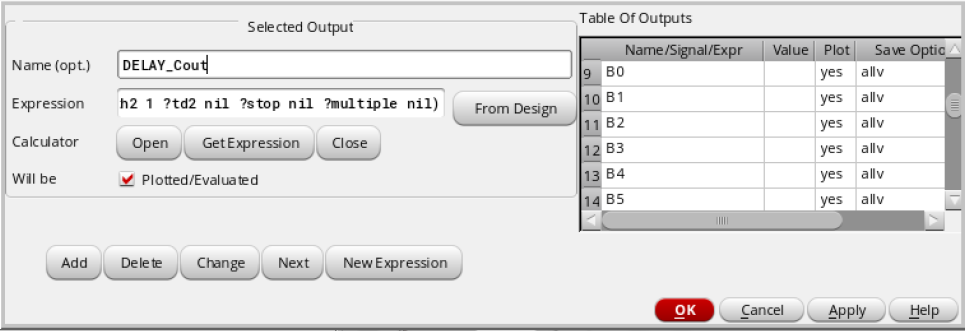 Selected Output
Name (opt.) DELAY_Cout
Expression h2 1 ?td2 nil ?stop nil ?multiple nil) From Design
Calculator Open Get Expression Close
Will be Plotted/Evaluated
Add Delete Change Next New Expression
Table Of Outputs
Name/Signal/Expr Value Plot Save Optio
9 B0 yes allv
10 B1 yes allv
11 B2 yes allv
12 B3 yes allv
13 B4 yes allv
14 B5 yes allv
OK Cancel Apply Help